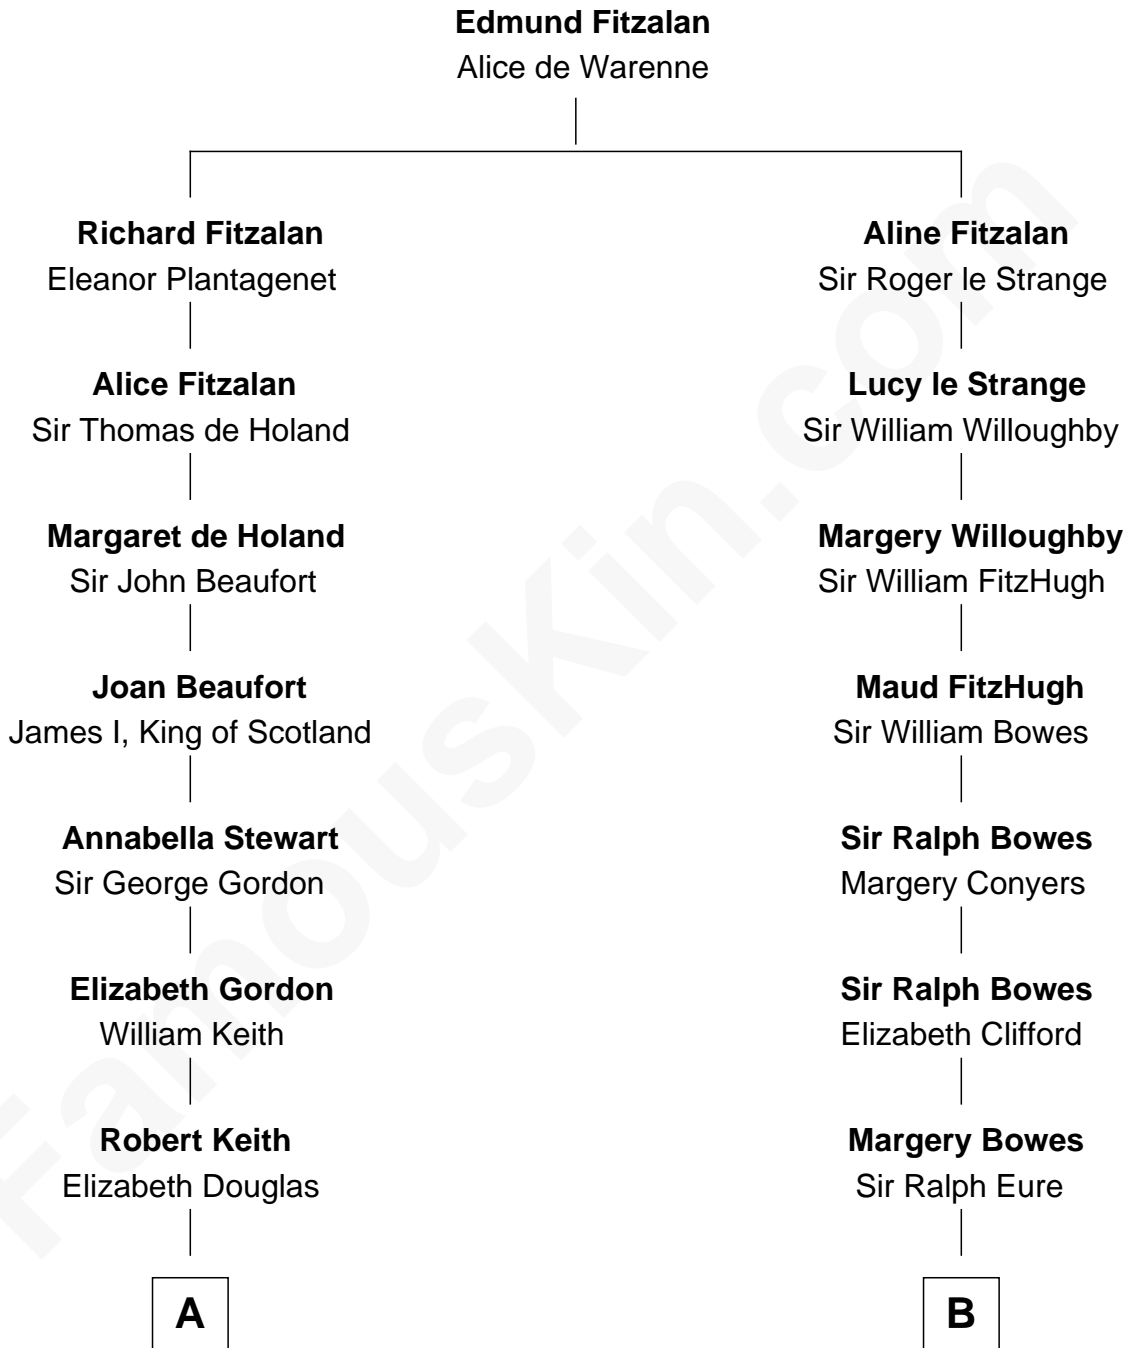 Edmund Fitzalan
Alice de Warenne
Richard Fitzalan
Eleanor Plantagenet
Alice Fitzalan
Sir Thomas de Holand
Margaret de Holand
Sir John Beaufort
Joan Beaufort
James I, King of Scotland
Annabella Stewart
Sir George Gordon
Elizabeth Gordon
William Keith
Robert Keith
Elizabeth Douglas
A
Aline Fitzalan
Sir Roger le Strange
Lucy le Strange
Sir William Willoughby
Margery Willoughby
Sir William FitzHugh
Maud FitzHugh
Sir William Bowes
Sir Ralph Bowes
Margery Conyers
Sir Ralph Bowes
Elizabeth Clifford
Margery Bowes
Sir Ralph Eure
B
FamousKin.com